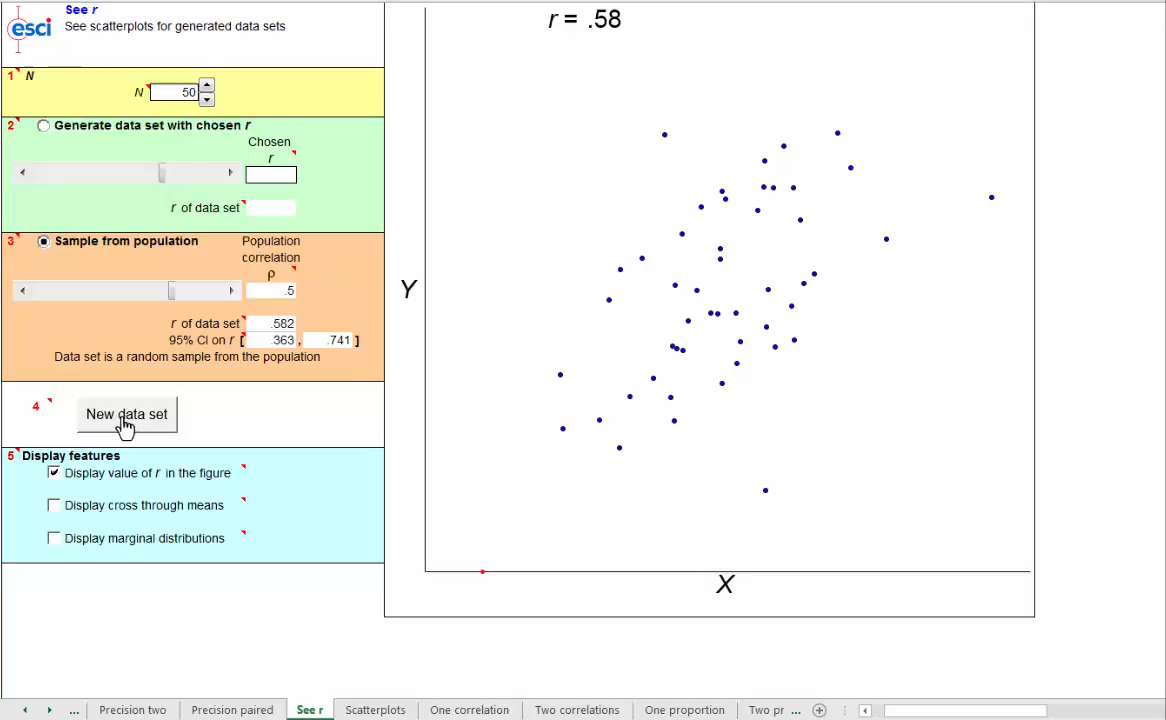 See r
esci
See scatterplots for generated data sets
1 N
N 50
2 Generate data set with chosen r
Chosen
r
r of data set
3 Sample from population
Population
correlation
ρ
.5
r of data set .582
95% CI on r [ .363 , .741 ]
Data set is a random sample from the population
4 New data set
5 Display features
Display value of r in the figure
Display cross through means
Display marginal distributions
r = .58
Y
X
... Precision two Precision paired See r Scatterplots One correlation Two correlations One proportion Two pr ...